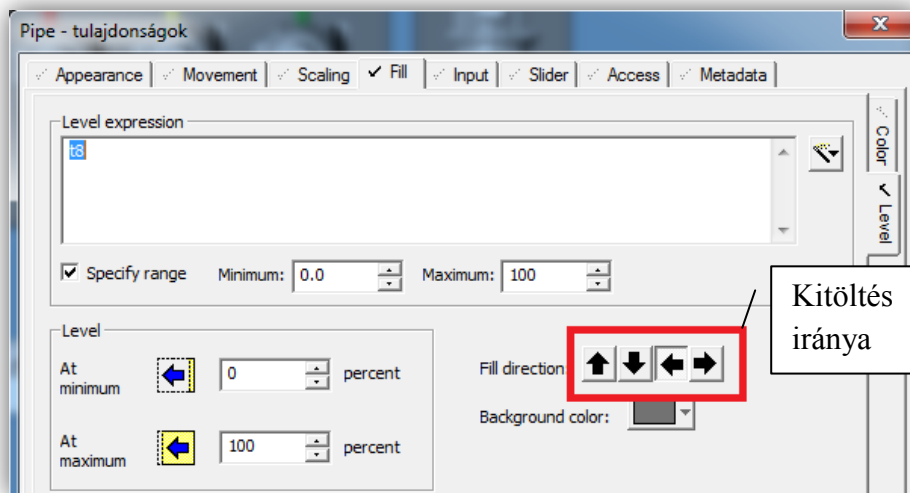 Pipe - tulajdonságok
x
Appearance Movement Scaling Fill Input Slider Access Metadata
Level expression
t8
Color
Level
Specify range Minimum: 0.0 Maximum: 100
Kitöltés
iránya
Level
At
minimum
0 percent
Fill direction:
Background color:
At
maximum
100 percent